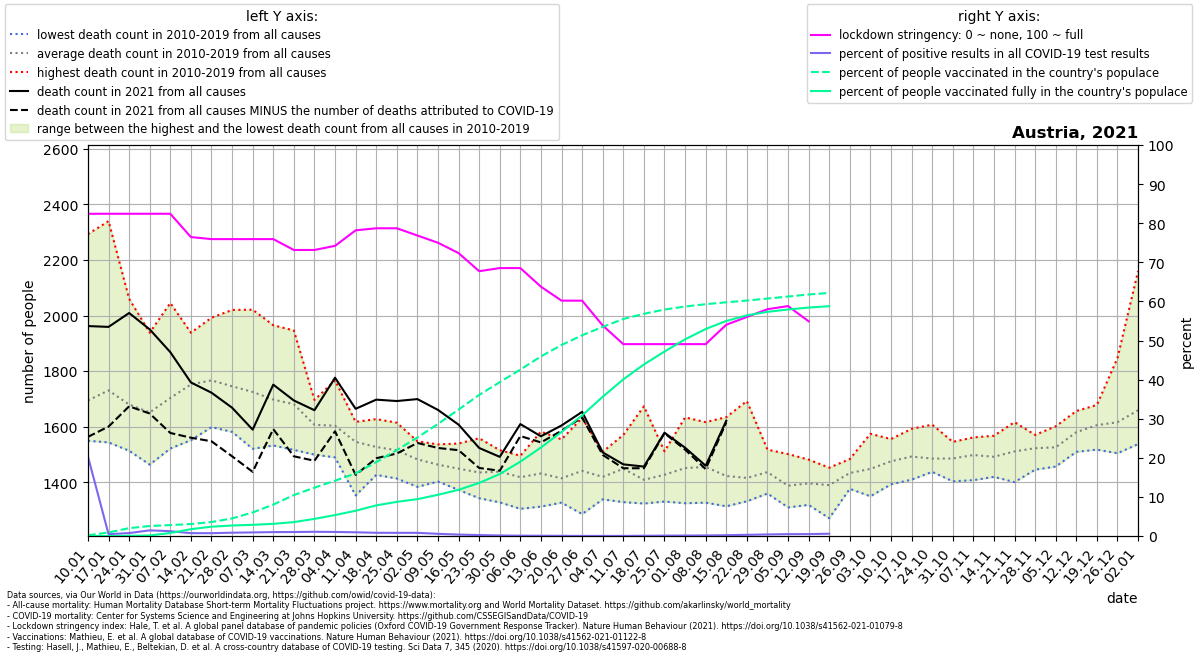 left Y axis:
lowest death count in 2010-2019 from all causes
average death count in 2010-2019 from all causes
highest death count in 2010-2019 from all causes
death count in 2021 from all causes
death count in 2021 from all causes MINUS the number of deaths attributed to COVID-19
range between the highest and the lowest death count from all causes in 2010-2019
right Y axis:
lockdown stringency: 0 ~ none, 100 ~ full
percent of positive results in all COVID-19 test results
percent of people vaccinated in the country's populace
percent of people vaccinated fully in the country's populace
Austria, 2021
number of people
2600
2400
2200
2000
1800
1600
1400
100
90
80
70
60
50
40
30
20
10
0
percent
10.01 17.01 24.01 31.01 07.02 14.02 21.02 28.02 07.03 14.03 21.03 28.03 04.04 11.04 18.04 25.04 02.05 09.05 16.05 23.05 30.05 06.06 13.06 20.06 27.06 04.07 11.07 18.07 25.07 01.08 08.08 15.08 22.08 29.08 05.09 12.09 19.09 26.09 03.10 10.10 17.10 24.10 31.10 07.11 14.11 21.11 28.11 05.12 12.12 19.12 26.12 02.01
date
Data sources, via Our World in Data (https://ourworldindata.org, https://github.com/owid/covid-19-data):
- All-cause mortality: Human Mortality Database Short-term Mortality Fluctuations project. https://www.mortality.org and World Mortality Dataset. https://github.com/akarlinsky/world_mortality
- COVID-19 mortality: Center for Systems Science and Engineering at Johns Hopkins University. https://github.com/CSSEGISandData/COVID-19
- Lockdown stringency index: Hale, T. et al. A global panel database of pandemic policies (Oxford COVID-19 Government Response Tracker). Nature Human Behaviour (2021). https://doi.org/10.1038/s41562-021-01079-8
- Vaccinations: Mathieu, E. et al. A global database of COVID-19 vaccinations. Nature Human Behaviour (2021). https://doi.org/10.1038/s41562-021-01122-8
- Testing: Hasell, J., Mathieu, E., Beltekian, D. et al. A cross-country database of COVID-19 testing. Sci Data 7, 345 (2020). https://doi.org/10.1038/s41597-020-00688-8